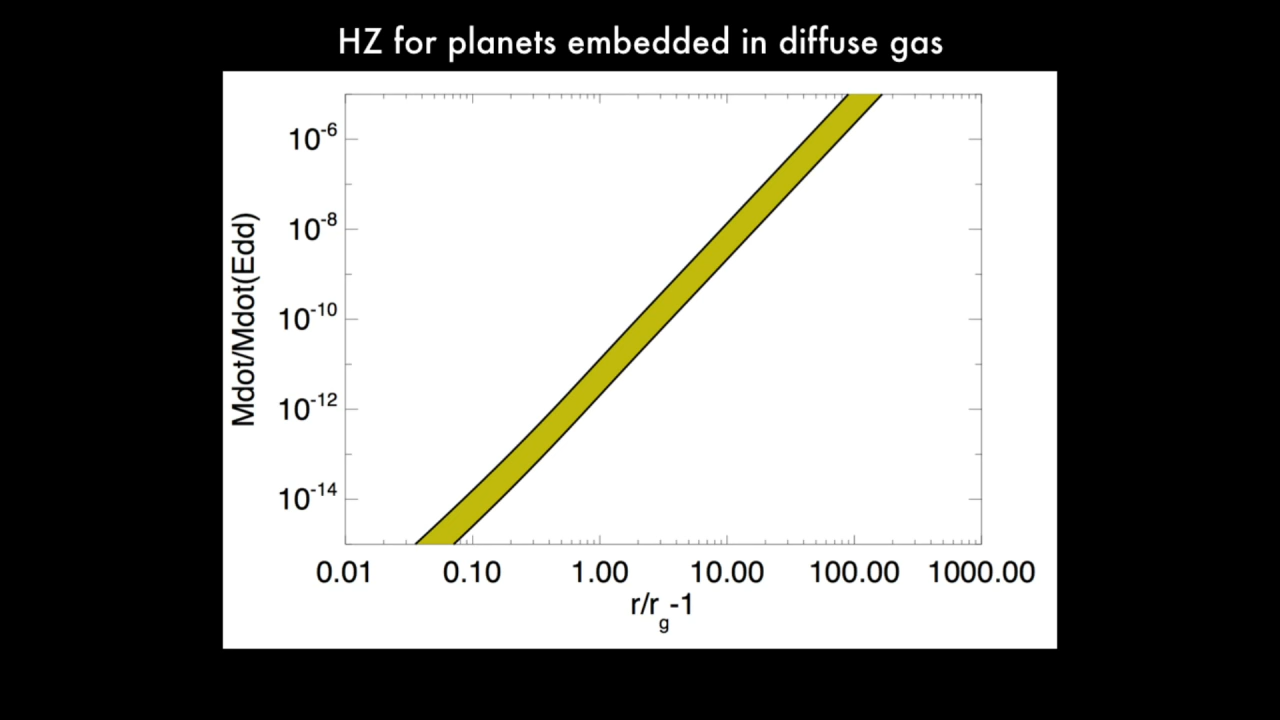 HZ for planets embedded in diffuse gas
Mdot/Mdot(Edd)
10^-6
10^-8
10^-10
10^-12
10^-14
0.01 0.10 1.00 10.00 100.00 1000.00
r/r_g-1